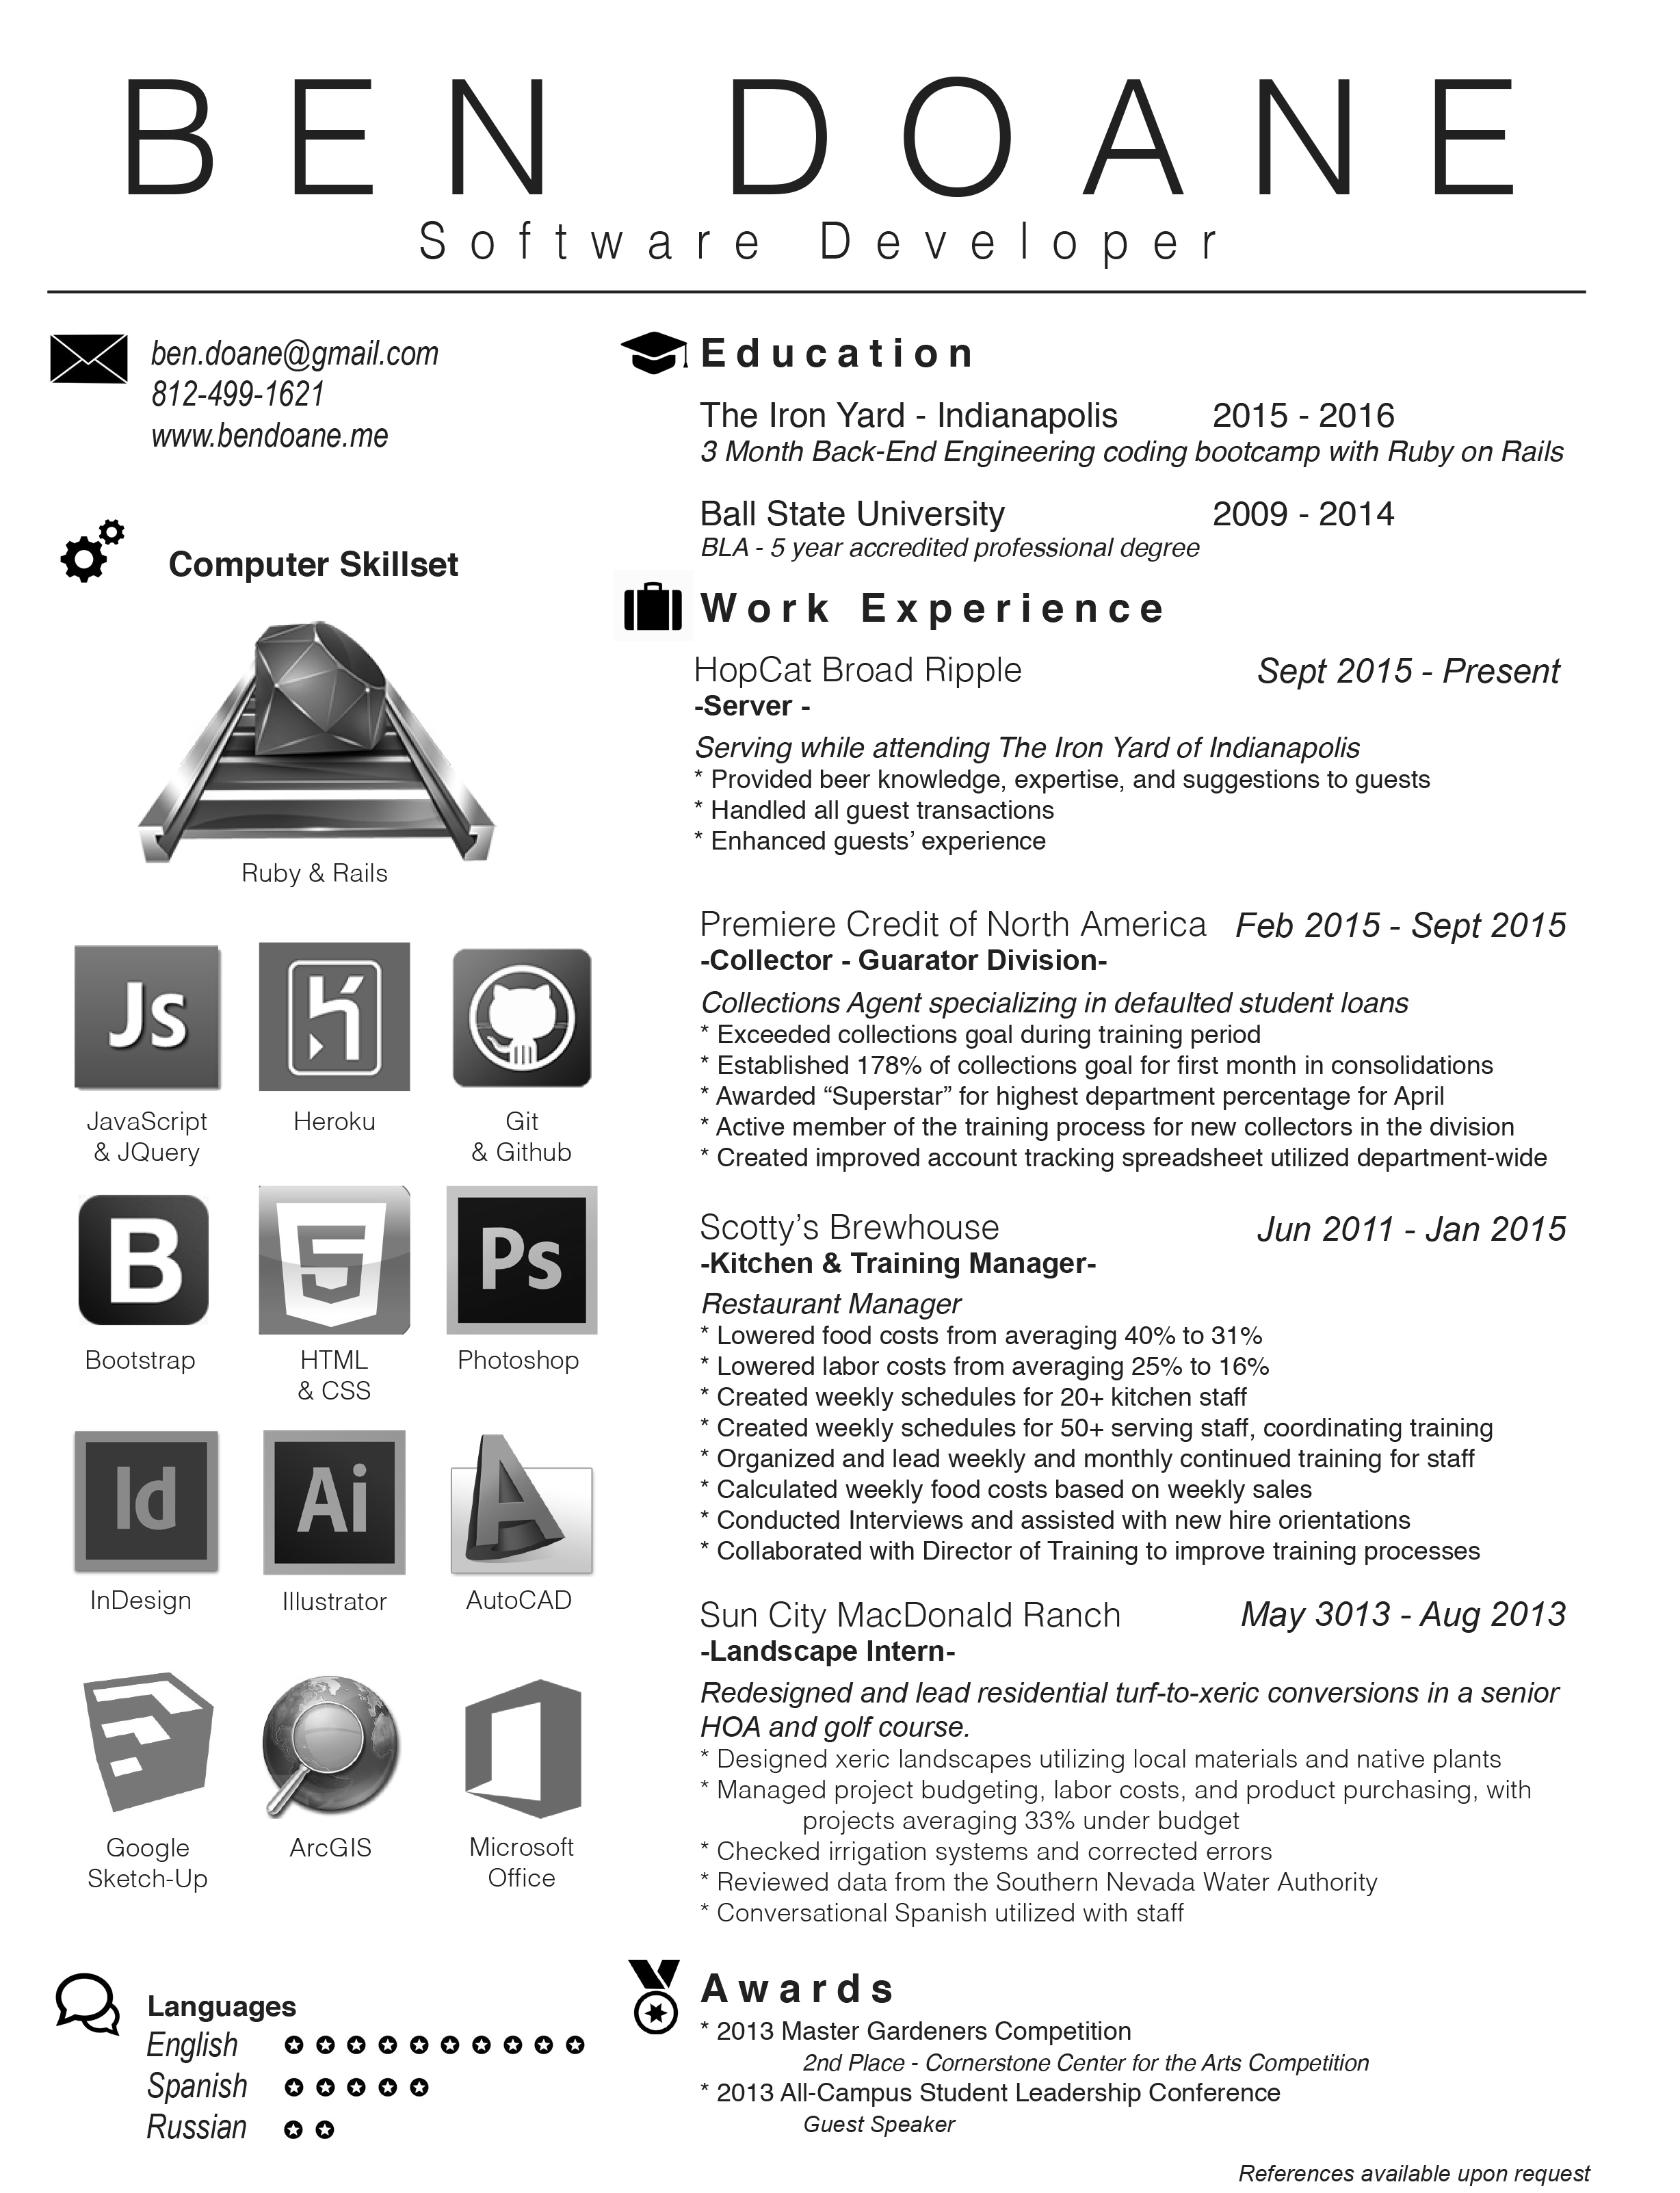 BEN DOANE
Software Developer
ben.doane@gmail.com
812-499-1621
www.bendoane.me
Computer Skillset
Ruby & Rails
Js
JavaScript
& JQuery
Heroku
Git
& Github
B
Bootstrap
5
HTML
& CSS
Ps
Photoshop
Id
InDesign
Ai
Illustrator
A
AutoCAD
Google
Sketch-Up
ArcGIS
Microsoft
Office
Languages
English
Spanish
Russian
Education
The Iron Yard - Indianapolis 2015 - 2016
3 Month Back-End Engineering coding bootcamp with Ruby on Rails
Ball State University 2009 - 2014
BLA - 5 year accredited professional degree
Work Experience
HopCat Broad Ripple Sept 2015 - Present
-Server -
Serving while attending The Iron Yard of Indianapolis
* Provided beer knowledge, expertise, and suggestions to guests
* Handled all guest transactions
* Enhanced guests’ experience
Premiere Credit of North America Feb 2015 - Sept 2015
-Collector - Guarator Division-
Collections Agent specializing in defaulted student loans
* Exceeded collections goal during training period
* Established 178% of collections goal for first month in consolidations
* Awarded “Superstar” for highest department percentage for April
* Active member of the training process for new collectors in the division
* Created improved account tracking spreadsheet utilized department-wide
Scotty’s Brewhouse Jun 2011 - Jan 2015
-Kitchen & Training Manager-
Restaurant Manager
* Lowered food costs from averaging 40% to 31%
* Lowered labor costs from averaging 25% to 16%
* Created weekly schedules for 20+ kitchen staff
* Created weekly schedules for 50+ serving staff, coordinating training
* Organized and lead weekly and monthly continued training for staff
* Calculated weekly food costs based on weekly sales
* Conducted Interviews and assisted with new hire orientations
* Collaborated with Director of Training to improve training processes
Sun City MacDonald Ranch May 3013 - Aug 2013
-Landscape Intern-
Redesigned and lead residential turf-to-xeric conversions in a senior
HOA and golf course.
* Designed xeric landscapes utilizing local materials and native plants
* Managed project budgeting, labor costs, and product purchasing, with
projects averaging 33% under budget
* Checked irrigation systems and corrected errors
* Reviewed data from the Southern Nevada Water Authority
* Conversational Spanish utilized with staff
Awards
* 2013 Master Gardeners Competition
2nd Place - Cornerstone Center for the Arts Competition
* 2013 All-Campus Student Leadership Conference
Guest Speaker
References available upon request